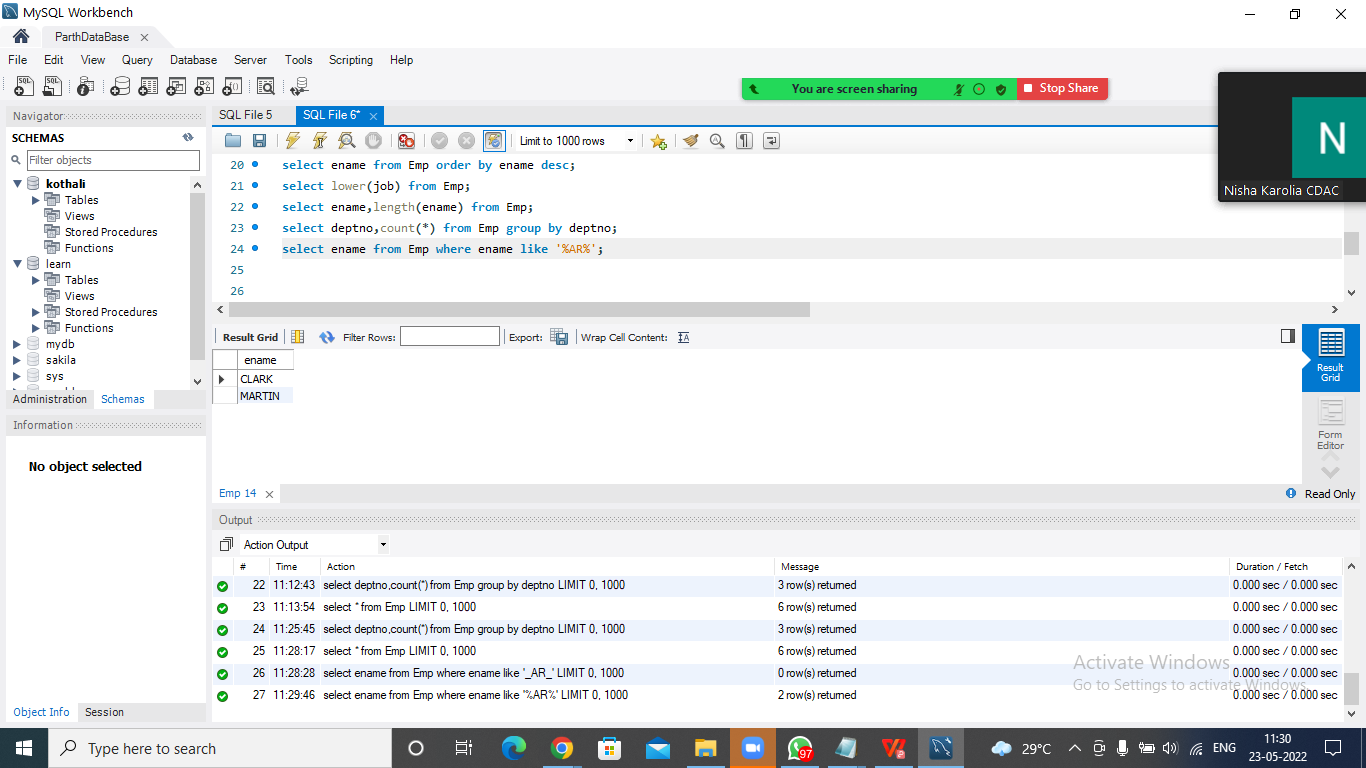 MySQL Workbench
ParthDataBase
File Edit View Query Database Server Tools Scripting Help
You are screen sharing Stop Share
N
Nisha Karolia CDAC
Navigator
SCHEMAS
Filter objects
kothali
Tables
Views
Stored Procedures
Functions
learn
Tables
Views
Stored Procedures
Functions
mydb
sakila
sys
Administration Schemas
Information
No object selected
Object Info Session
SQL File 5 SQL File 6*
Limit to 1000 rows
20 select ename from Emp order by ename desc;
21 select lower(job) from Emp;
22 select ename,length(ename) from Emp;
23 select deptno,count(*) from Emp group by deptno;
24 select ename from Emp where ename like '%AR%';
25
26
Result Grid Filter Rows: Export: Wrap Cell Content:
ename
CLARK
MARTIN
Result Grid
Form Editor
Emp 14
Read Only
Output
Action Output
# Time Action Message Duration / Fetch
22 11:12:43 select deptno,count(*) from Emp group by deptno LIMIT 0, 1000 3 row(s) returned 0.000 sec / 0.000 sec
23 11:13:54 select * from Emp LIMIT 0, 1000 6 row(s) returned 0.000 sec / 0.000 sec
24 11:25:45 select deptno,count(*) from Emp group by deptno LIMIT 0, 1000 3 row(s) returned 0.000 sec / 0.000 sec
25 11:28:17 select * from Emp LIMIT 0, 1000 6 row(s) returned 0.000 sec / 0.000 sec
26 11:28:28 select ename from Emp where ename like '_AR_' LIMIT 0, 1000 0 row(s) returned 0.000 sec / 0.000 sec
27 11:29:46 select ename from Emp where ename like '%AR%' LIMIT 0, 1000 2 row(s) returned 0.000 sec / 0.000 sec
Activate Windows
Go to Settings to activate Windows.
Type here to search
97
29°C
ENG
11:30
23-05-2022